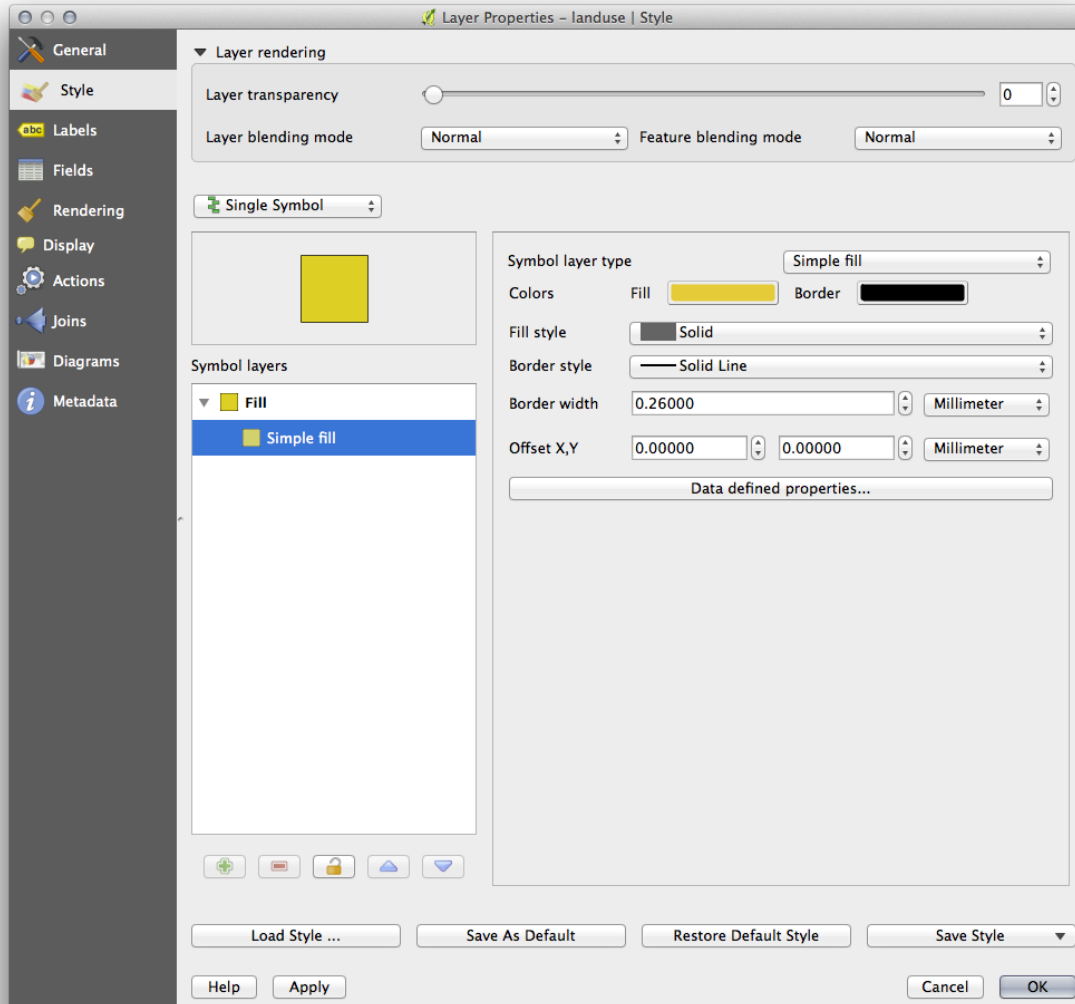 Layer Properties – landuse | Style
General
Style
abc Labels
Fields
Rendering
Display
Actions
Joins
Diagrams
Metadata
Layer rendering
Layer transparency 0
Layer blending mode Normal Feature blending mode Normal
Single Symbol
Symbol layers
Fill
Simple fill
Symbol layer type Simple fill
Colors Fill Border
Fill style Solid
Border style Solid Line
Border width 0.26000 Millimeter
Offset X,Y 0.00000 0.00000 Millimeter
Data defined properties...
Load Style ... Save As Default Restore Default Style Save Style
Help Apply Cancel OK